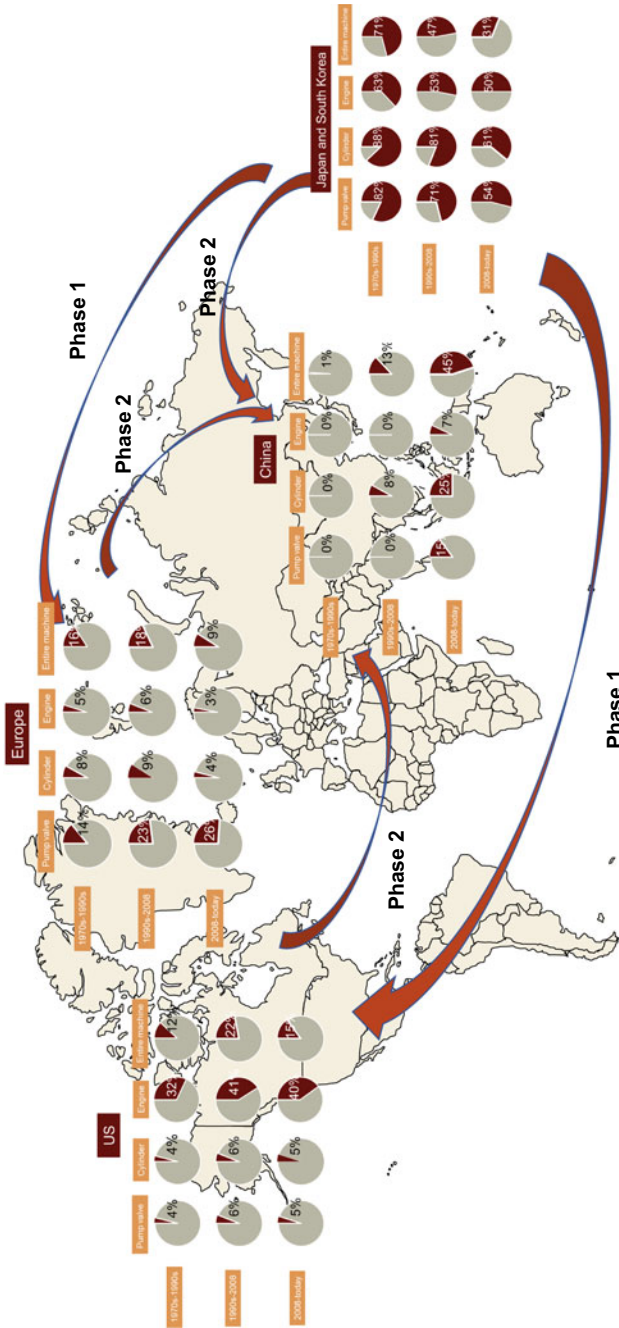 US
Pump valve Cylinder Engine Entire machine
1970s-1990s 4% 4% 32% 12%
1990s-2008 6% 6% 41% 22%
2008-today 5% 5% 40% 15%
Europe
Pump valve Cylinder Engine Entire machine
1970s-1990s 14% 8% 5% 16%
1990s-2008 23% 9% 6% 18%
2008-today 26% 4% 3% 9%
China
Pump valve Cylinder Engine Entire machine
1970s-1990s 0% 0% 0% 1%
1990s-2008 0% 8% 0% 13%
2008-today 15% 25% 7% 45%
Japan and South Korea
Pump valve Cylinder Engine Entire machine
1970s-1990s 82% 88% 63% 71%
1990s-2008 71% 81% 53% 47%
2008-today 54% 61% 50% 31%
Phase 1
Phase 2
Phase 2
Phase 2
Phase 1